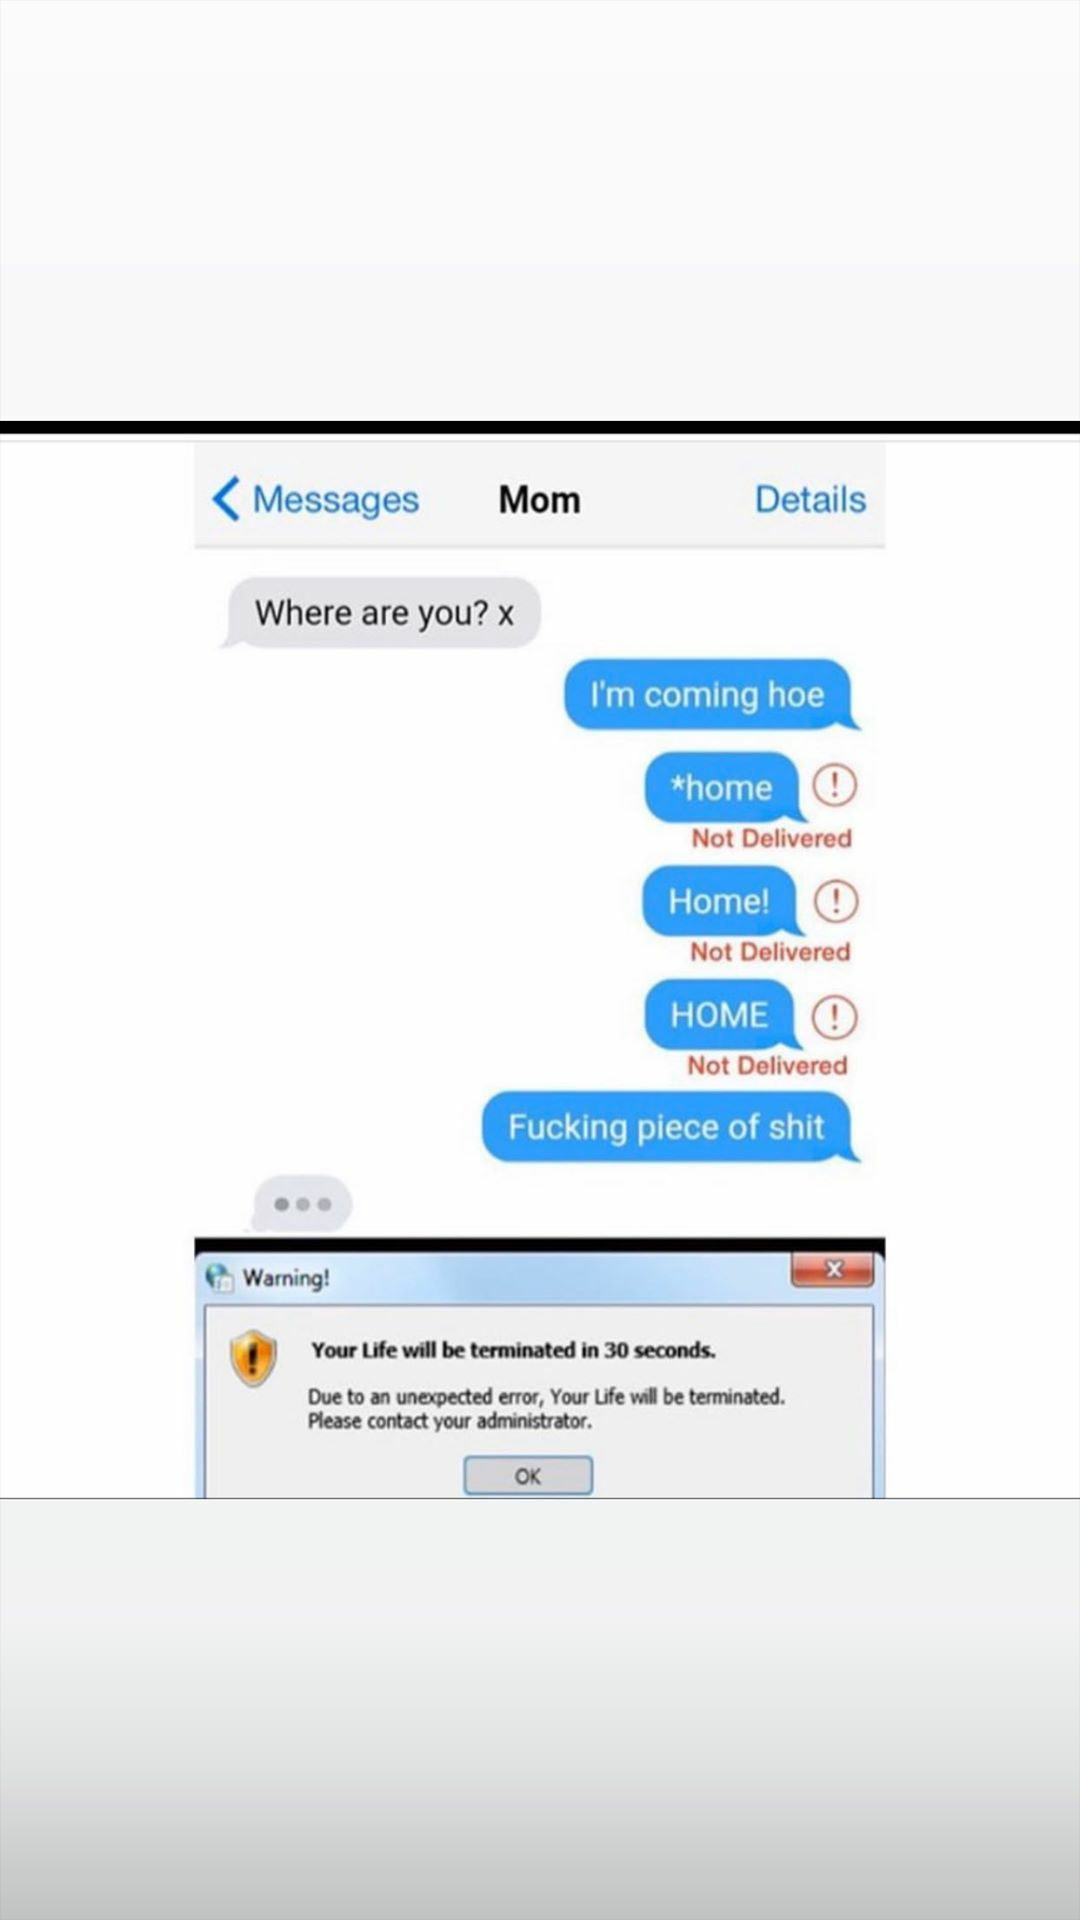 Messages Mom Details
Where are you? x
I'm coming hoe
*home
Not Delivered
Home!
Not Delivered
HOME
Not Delivered
Fucking piece of shit
Warning!
Your Life will be terminated in 30 seconds.
Due to an unexpected error, Your Life will be terminated.
Please contact your administrator.
OK